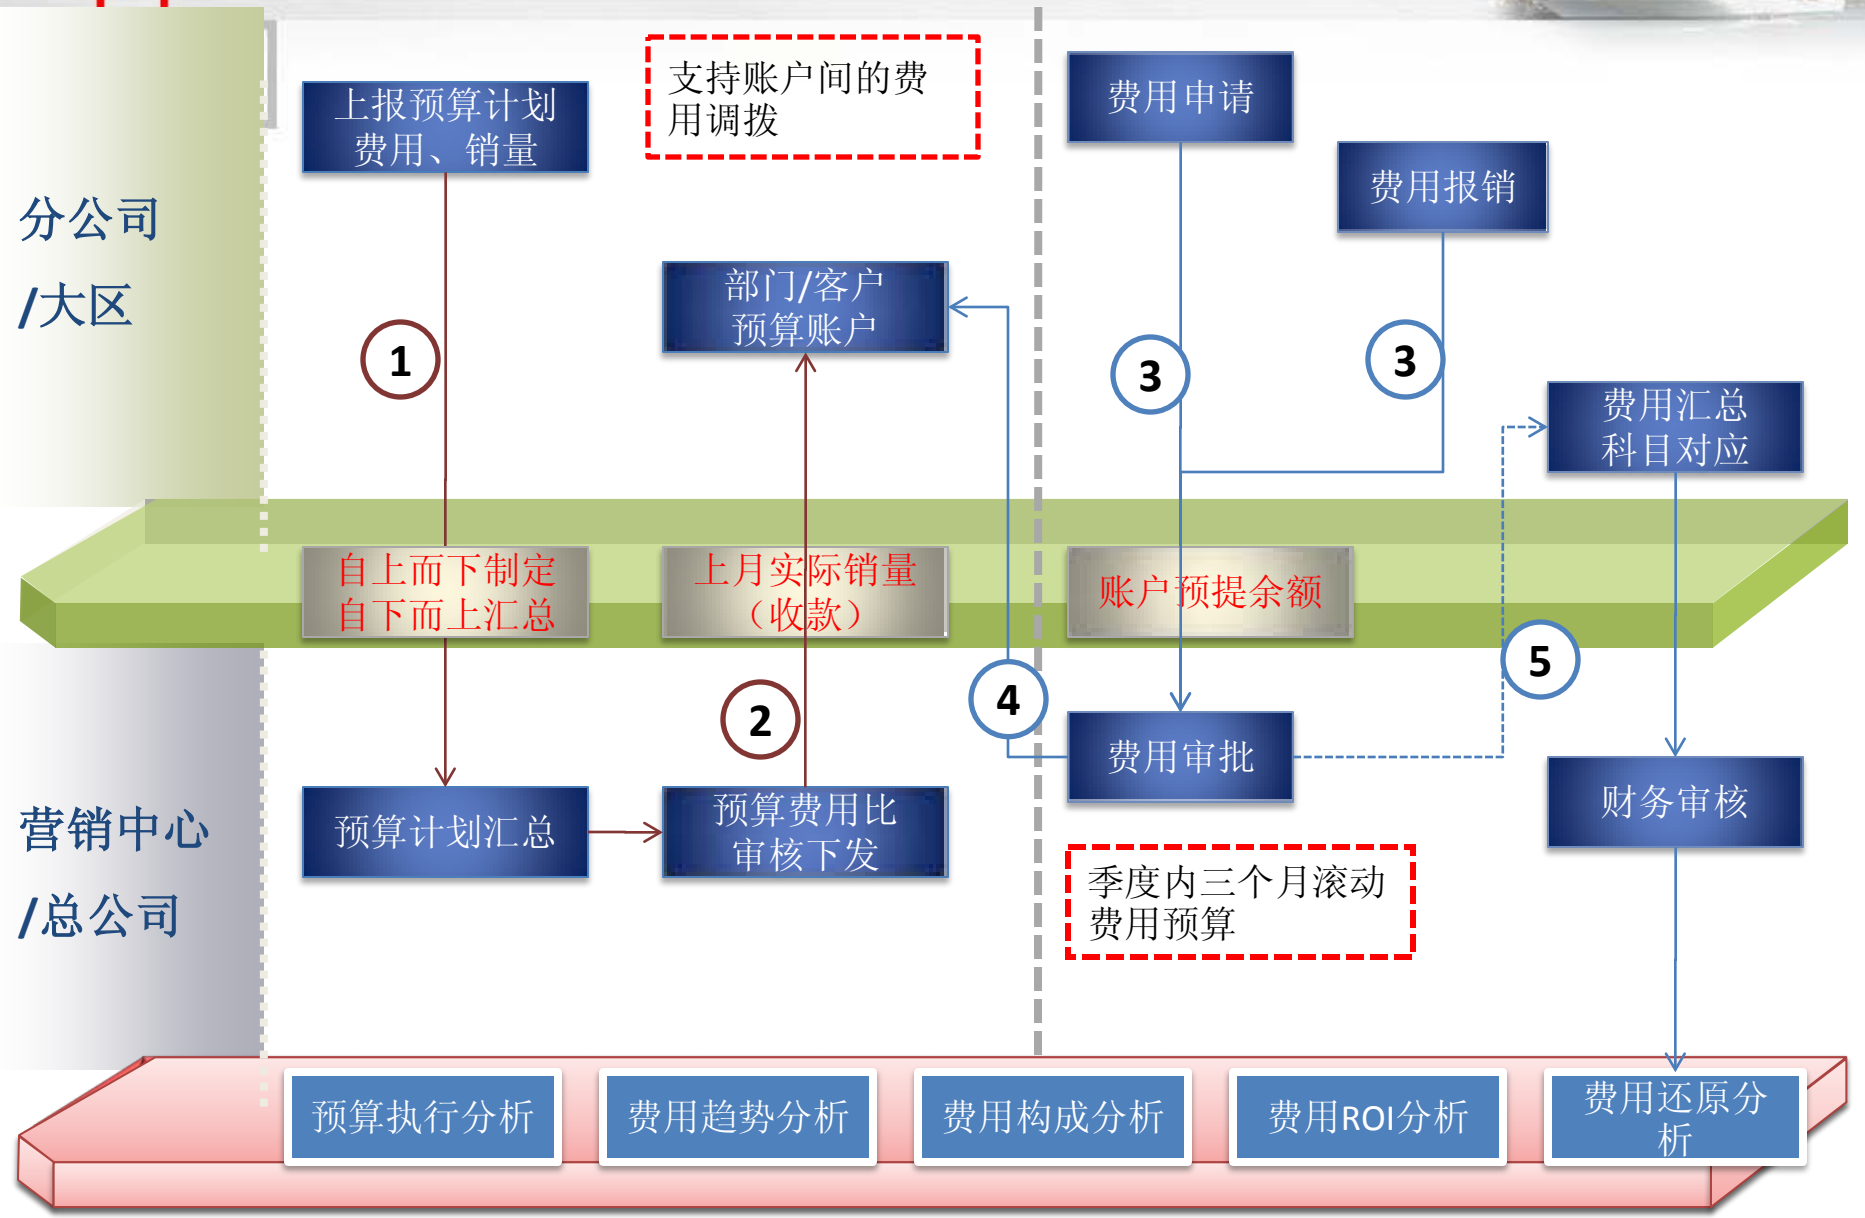 支持账户间的费
用调拨
费用申请
上报预算计划
费用、销量
费用报销
分公司
/大区
部门/客户
预算账户
1
3
3
费用汇总
科目对应
自上而下制定
自下而上汇总
上月实际销量
（收款）
账户预提余额
5
4
2
费用审批
营销中心
/总公司
预算计划汇总
预算费用比
审核下发
财务审核
季度内三个月滚动
费用预算
预算执行分析
费用趋势分析
费用构成分析
费用ROI分析
费用还原分
析